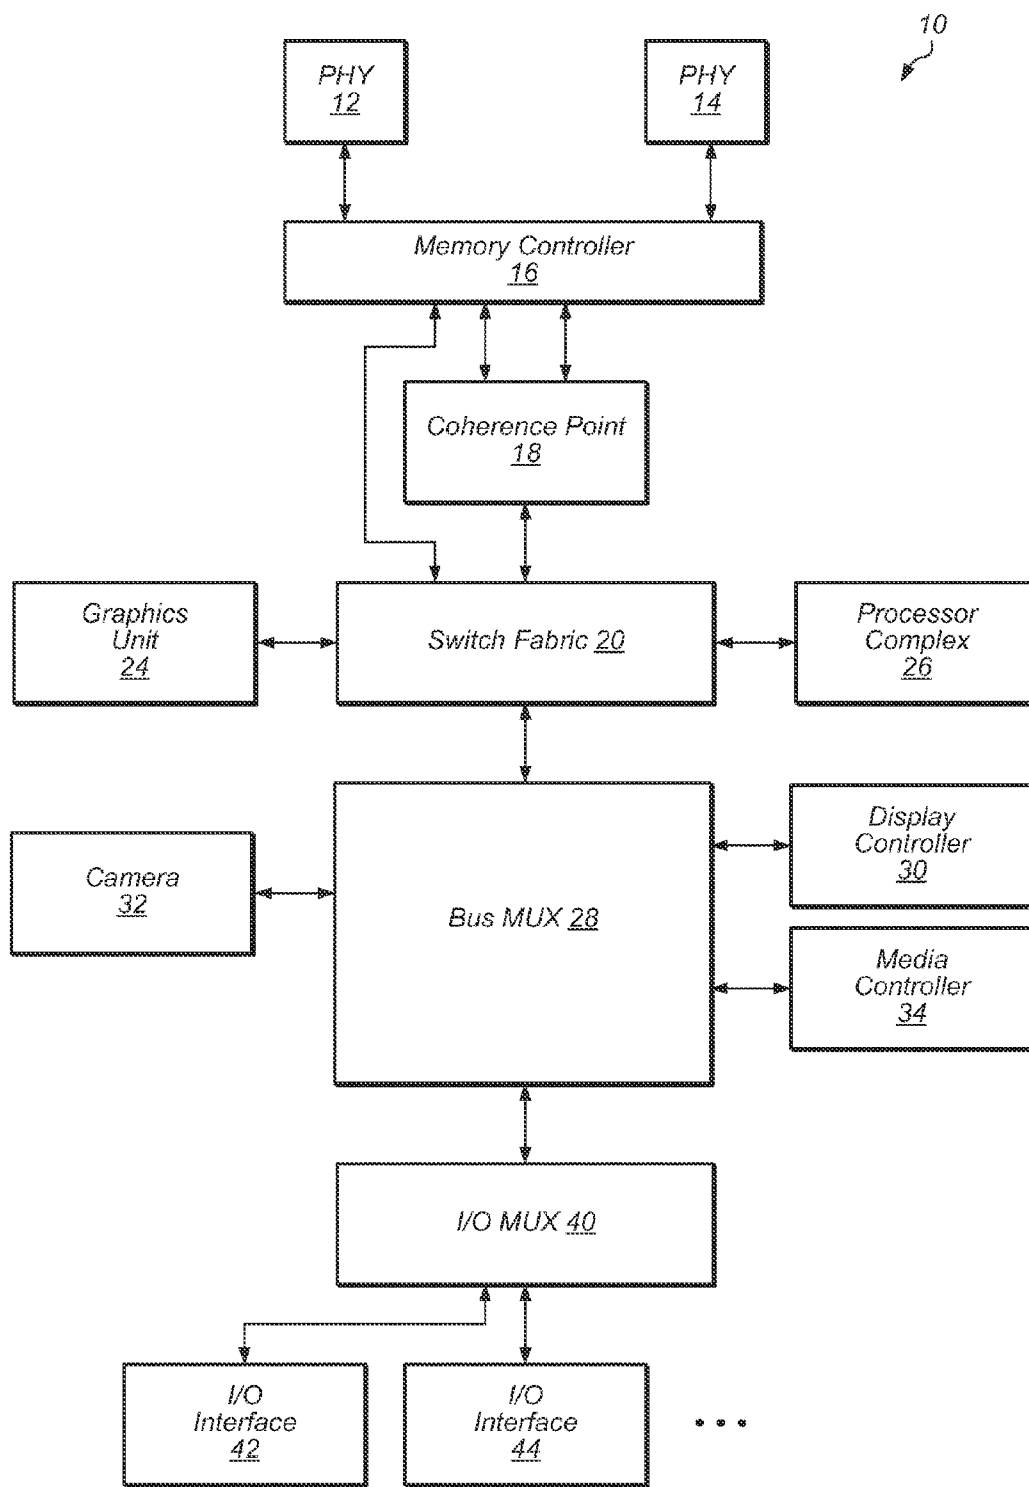 10
PHY
12
PHY
14
Memory Controller
16
Coherence Point
18
Graphics
Unit
24
Switch Fabric 20
Processor
Complex
26
Display
Controller
30
Camera
32
Bus MUX 28
Media
Controller
34
I/O MUX 40
I/O
Interface
42
I/O
Interface
44
• • •